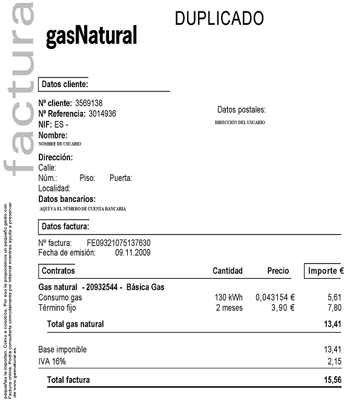 DUPLICADO
factura
gasNatural
Datos cliente:
Nº cliente: 3569138
Nº Referencia: 3014936
NIF: ES -
Nombre:
NOMBRE DE USUARIO
Datos postales:
DIRECCIÓN DEL USUARIO
Dirección:
Calle:
Núm.: Piso: Puerta:
Localidad:
Datos bancarios:
AQUÍ VA EL NÚMERO DE CUENTA BANCARIA
Datos factura:
Nº factura: FE09321075137630
Fecha de emisión: 09.11.2009
Contratos Cantidad Precio Importe €
Gas natural - 20932544 - Básica Gas
Consumo gas 130 kWh 0,043154 € 5,61
Término fijo 2 meses 3,90 € 7,80
Total gas natural 13,41
Base imponible 13,41
IVA 16% 2,15
Total factura 15,56
de www.gasnatural.es.